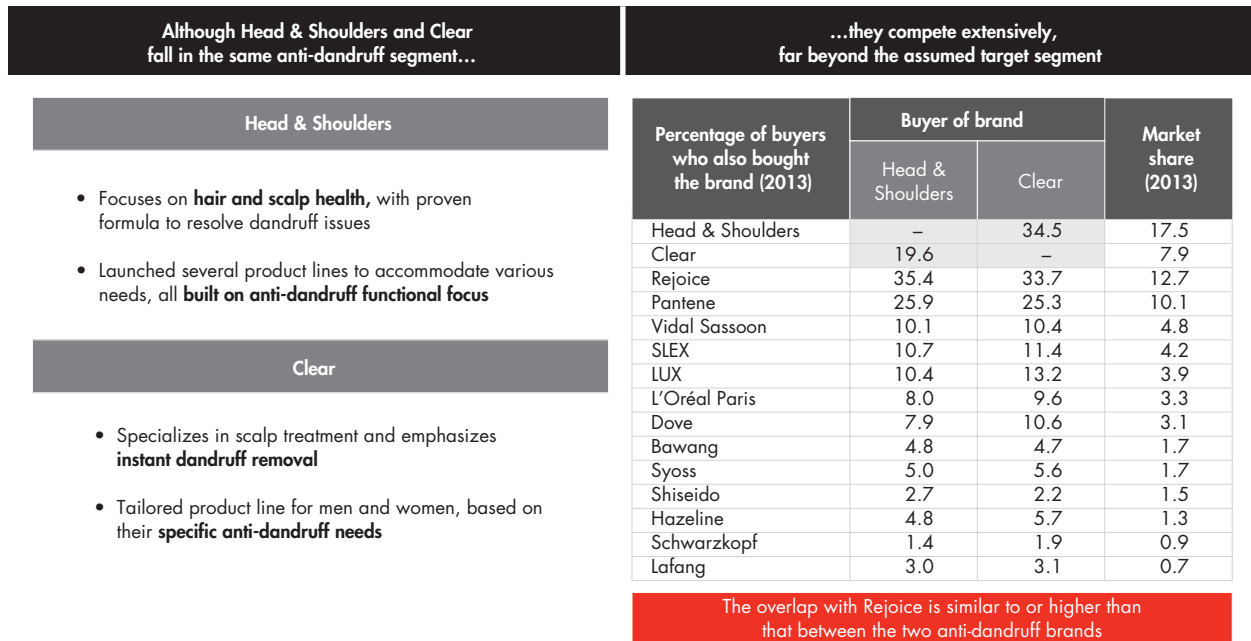 Although Head & Shoulders and Clear
fall in the same anti-dandruff segment...
Head & Shoulders
• Focuses on hair and scalp health, with proven
formula to resolve dandruff issues
• Launched several product lines to accommodate various
needs, all built on anti-dandruff functional focus
Clear
• Specializes in scalp treatment and emphasizes
instant dandruff removal
• Tailored product line for men and women, based on
their specific anti-dandruff needs
...they compete extensively,
far beyond the assumed target segment
Percentage of buyers
who also bought
the brand (2013)
Buyer of brand
Head &
Shoulders
Clear
Market
share
(2013)
Head & Shoulders – 34.5 17.5
Clear 19.6 – 7.9
Rejoice 35.4 33.7 12.7
Pantene 25.9 25.3 10.1
Vidal Sassoon 10.1 10.4 4.8
SLEX 10.7 11.4 4.2
LUX 10.4 13.2 3.9
L'Oréal Paris 8.0 9.6 3.3
Dove 7.9 10.6 3.1
Bawang 4.8 4.7 1.7
Syoss 5.0 5.6 1.7
Shiseido 2.7 2.2 1.5
Hazeline 4.8 5.7 1.3
Schwarzkopf 1.4 1.9 0.9
Lafang 3.0 3.1 0.7
The overlap with Rejoice is similar to or higher than
that between the two anti-dandruff brands